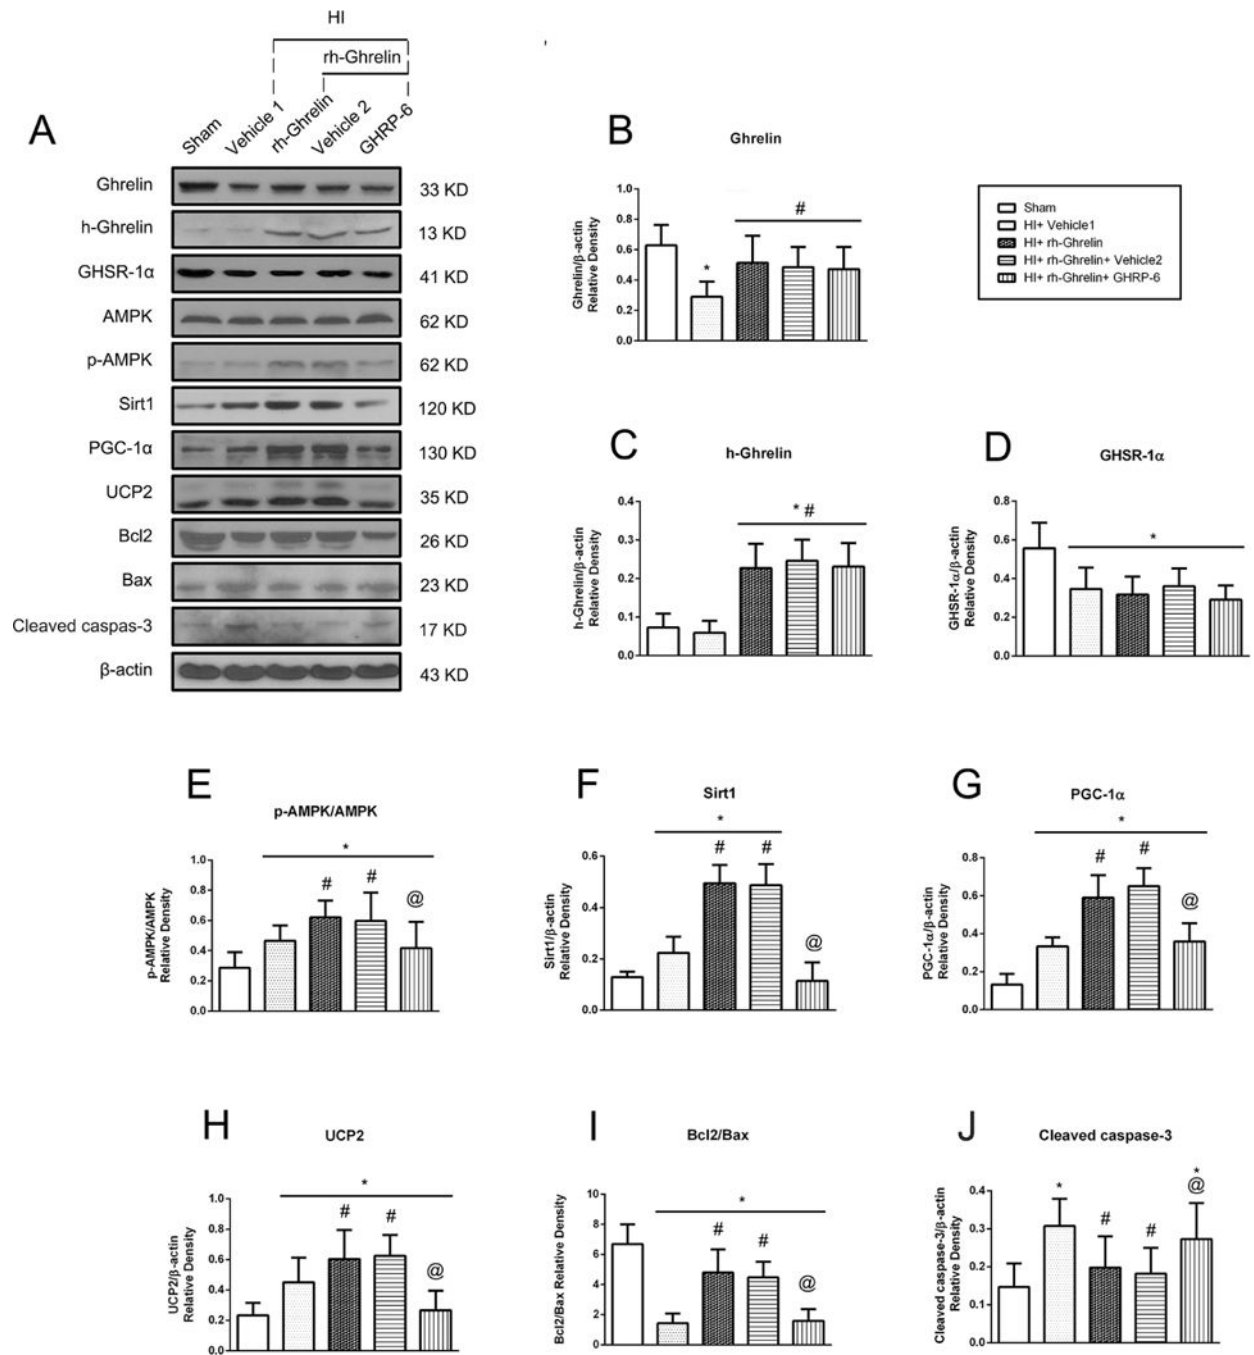 HI
,
rh-Ghrelin
A
Sham
Vehicle 1
rh-Ghrelin
Vehicle 2
GHRP-6
Ghrelin
33 KD
h-Ghrelin
13 KD
GHSR-1α
41 KD
AMPK
62 KD
p-AMPK
62 KD
Sirt1
120 KD
PGC-1α
130 KD
UCP2
35 KD
Bcl2
26 KD
Bax
23 KD
Cleaved caspas-3
17 KD
β-actin
43 KD
B
Ghrelin
Ghrelin/β-actin
Relative Density
1.0
0.8
0.6
0.4
0.2
0.0
*
#
Sham
HI+ Vehicle1
HI+ rh-Ghrelin
HI+ rh-Ghrelin+ Vehicle2
HI+ rh-Ghrelin+ GHRP-6
C
h-Ghrelin
h-Ghrelin/β-actin
Relative Density
0.4
0.3
0.2
0.1
0.0
* #
D
GHSR-1α
GHSR-1α/β-actin
Relative Density
0.8
0.6
0.4
0.2
0.0
*
E
p-AMPK/AMPK
p-AMPK/AMPK
Relative Density
1.0
0.8
0.6
0.4
0.2
0.0
*
#
#
@
F
Sirt1
Sirt1/β-actin
Relative Density
0.6
0.4
0.2
0.0
*
#
#
@
G
PGC-1α
PGC-1α/β-actin
Relative Density
0.8
0.6
0.4
0.2
0.0
*
#
#
@
H
UCP2
UCP2/β-actin
Relative Density
1.0
0.8
0.6
0.4
0.2
0.0
*
#
#
@
I
Bcl2/Bax
Bcl2/Bax Relative Density
10
8
6
4
2
0
*
#
#
@
J
Cleaved caspase-3
Cleaved caspase-3/β-actin
Relative Density
0.4
0.3
0.2
0.1
*
#
#
*
@